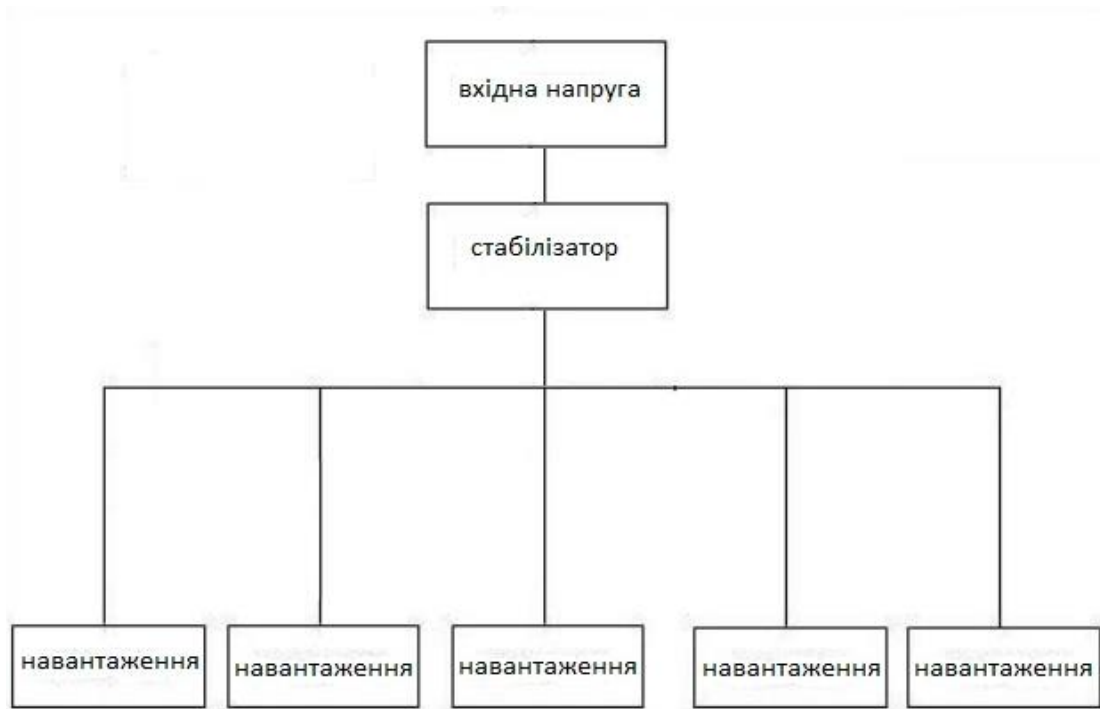 вхідна напруга
стабілізатор
навантаження
навантаження
навантаження
навантаження
навантаження